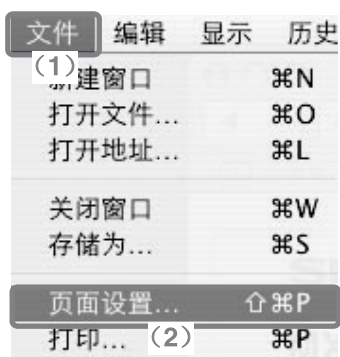 文件 编辑 显示 历史
(1)
新建窗口 ⌘N
打开文件... ⌘O
打开地址... ⌘L
关闭窗口 ⌘W
存储为... ⌘S
页面设置... ⇧⌘P
打印... (2) ⌘P